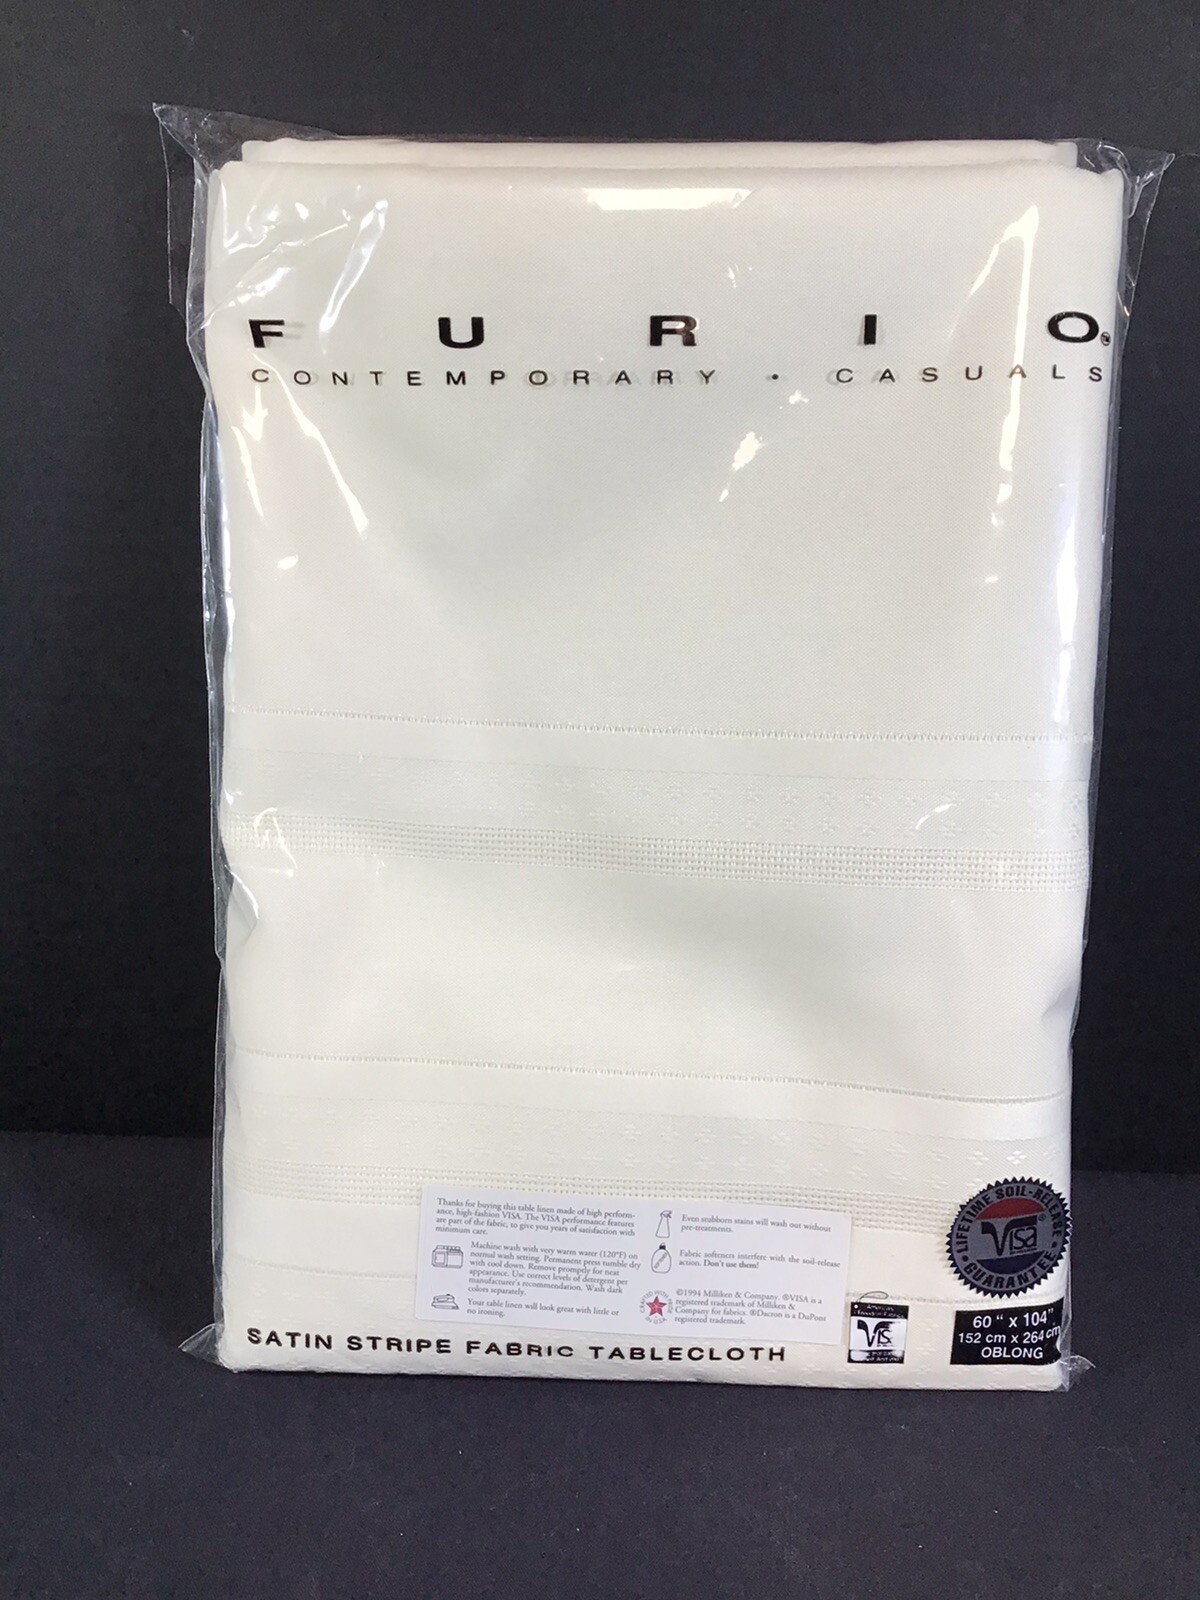 FURIO®
CONTEMPORARY • CASUALS
Thanks for buying this table linen made of high perform-
ance, high-fashion VISA. The VISA performance features
are part of the fabric, to give you years of satisfaction with
minimum care.
Machine wash with very warm water (120°F) on
normal wash setting. Permanent press tumble dry
with cool down. Remove promptly for neat
appearance. Use correct levels of detergent per
manufacturer's recommendation. Wash dark
colors separately.
Your table linen will look great with little or
no ironing.
Even stubborn stains will wash out without
pre-treatments.
Fabric softeners interfere with the soil-release
action. Don't use them!
CRAFTED WITH PRIDE IN U.S.A.
©1994 Milliken & Company. ®VISA is a
registered trademark of Milliken &
Company for fabrics. ®Dacron is a DuPont
registered trademark.
LIFETIME SOIL-RELEASE
VISA®
GUARANTEE
VISA
60 " x 104"
152 cm x 264 cm
OBLONG
SATIN STRIPE FABRIC TABLECLOTH